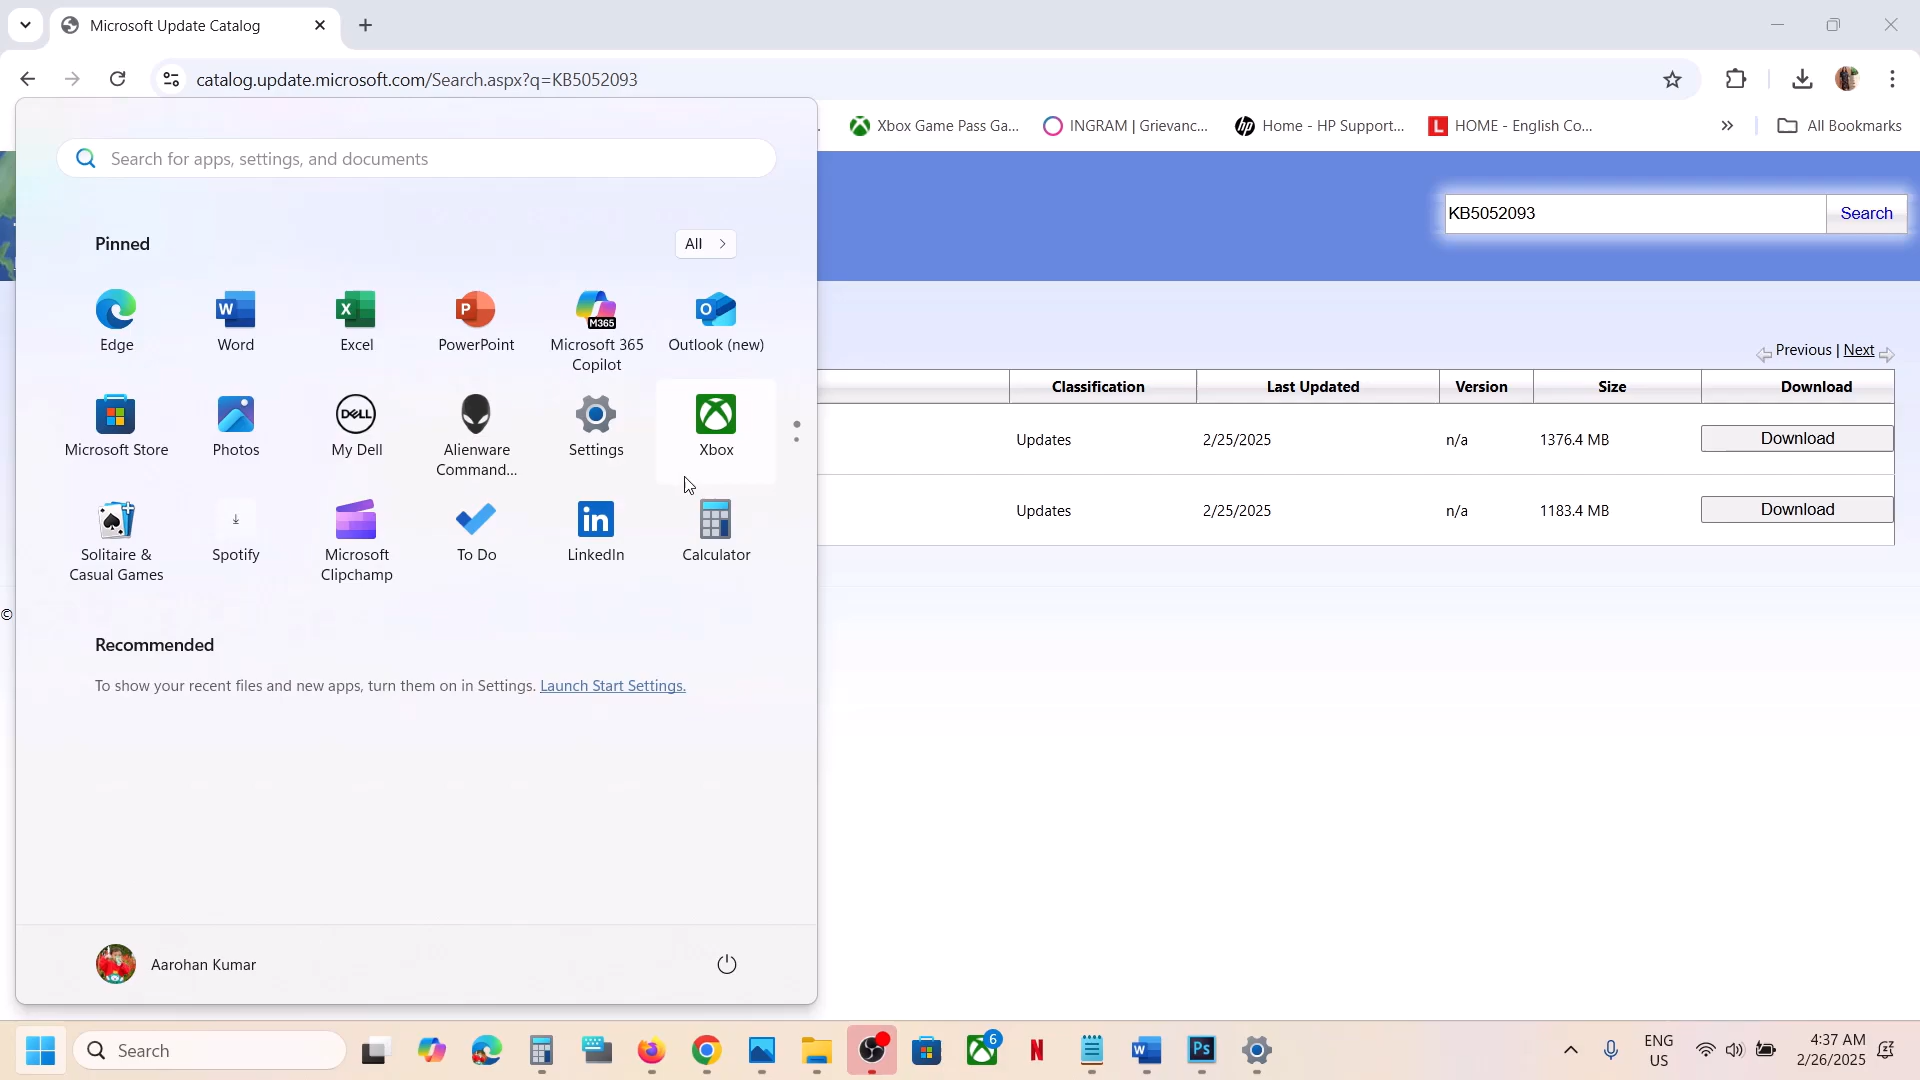 Microsoft Update Catalog
catalog.update.microsoft.com/Search.aspx?q=KB5052093
Xbox Game Pass Ga...
INGRAM | Grievanc...
Home - HP Support...
HOME - English Co...
All Bookmarks
Search for apps, settings, and documents
KB5052093
Search
Pinned
All
Edge
Word
Excel
PowerPoint
Microsoft 365
Copilot
Outlook (new)
Previous | Next
Classification
Last Updated
Version
Size
Download
Updates
2/25/2025
n/a
1376.4 MB
Download
Updates
2/25/2025
n/a
1183.4 MB
Download
Microsoft Store
Photos
My Dell
Alienware
Command...
Settings
Xbox
Solitaire &
Casual Games
Spotify
Microsoft
Clipchamp
To Do
LinkedIn
Calculator
©
Recommended
To show your recent files and new apps, turn them on in Settings. Launch Start Settings.
Aarohan Kumar
Search
6
ENG
US
4:37 AM
2/26/2025